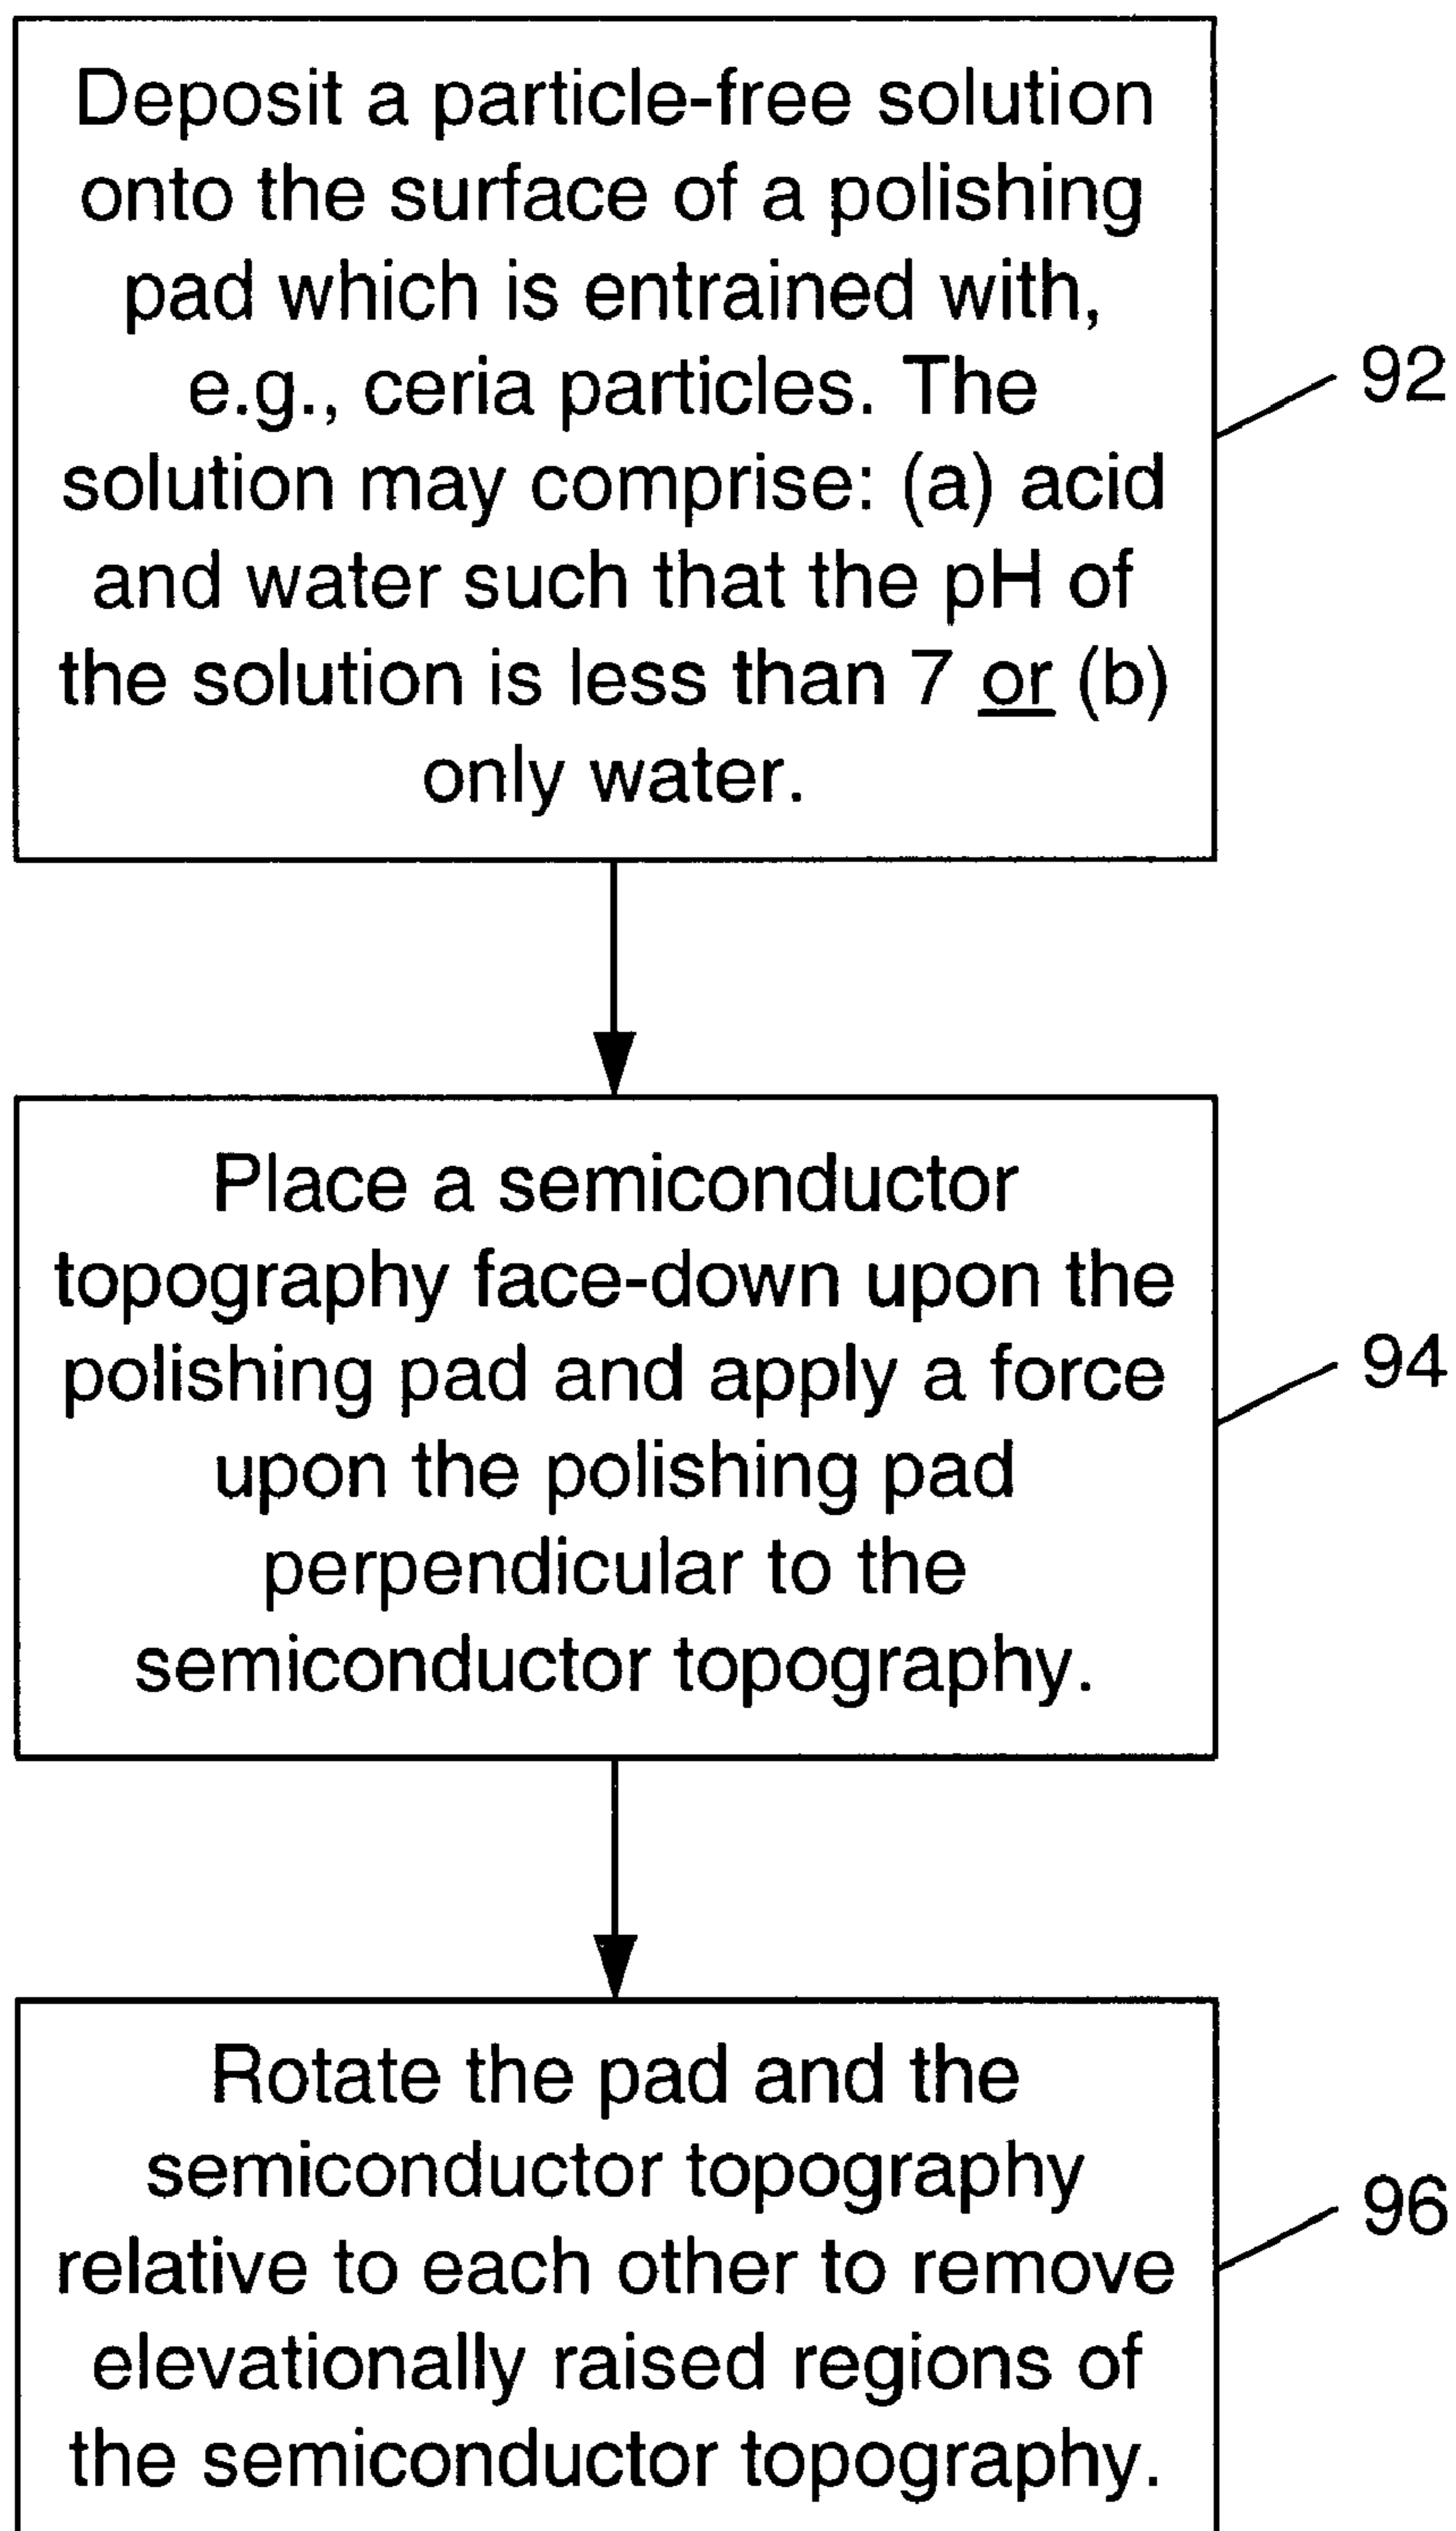 Deposit a particle-free solution
onto the surface of a polishing
pad which is entrained with,
e.g., ceria particles. The
solution may comprise: (a) acid
and water such that the pH of
the solution is less than 7 or (b)
only water.
92
Place a semiconductor
topography face-down upon the
polishing pad and apply a force
upon the polishing pad
perpendicular to the
semiconductor topography.
94
Rotate the pad and the
semiconductor topography
relative to each other to remove
elevationally raised regions of
the semiconductor topography.
96